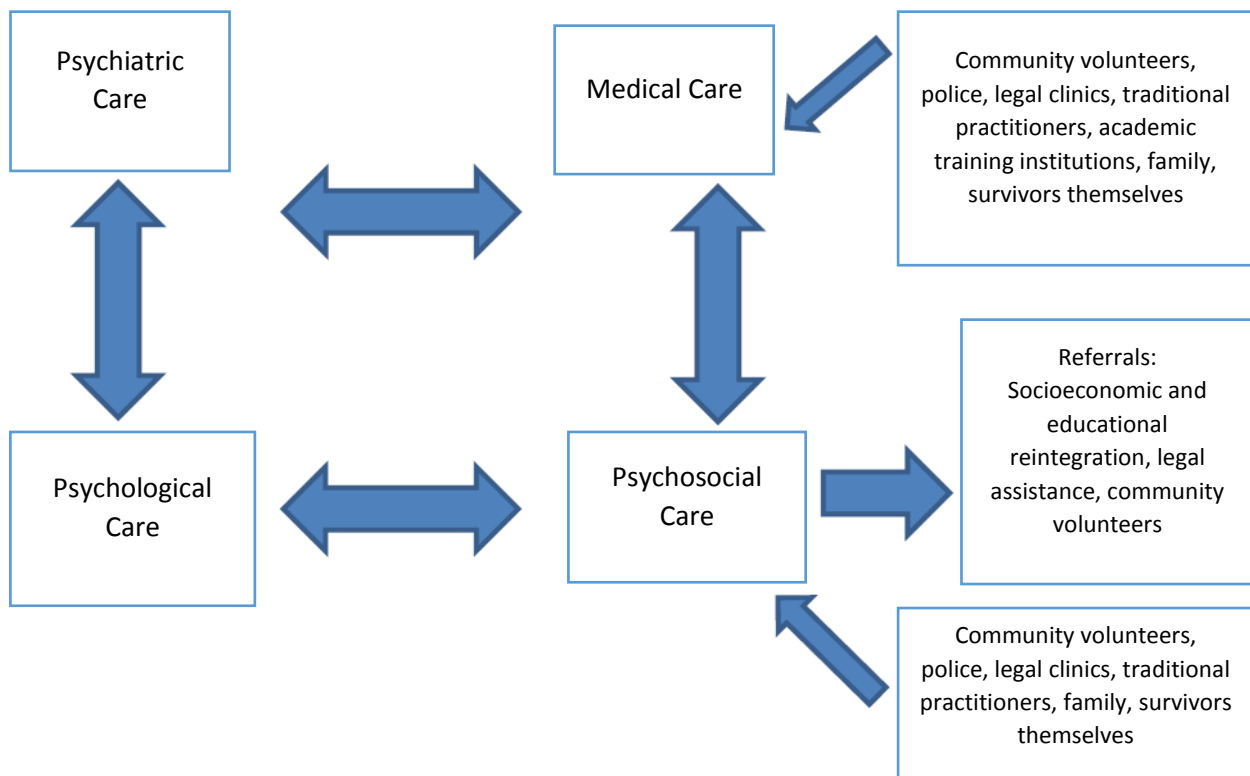 Psychiatric
Care
Medical Care
Community volunteers,
police, legal clinics, traditional
practitioners, academic
training institutions, family,
survivors themselves
Psychological
Care
Psychosocial
Care
Referrals:
Socioeconomic and
educational
reintegration, legal
assistance, community
volunteers
Community volunteers,
police, legal clinics, traditional
practitioners, family, survivors
themselves